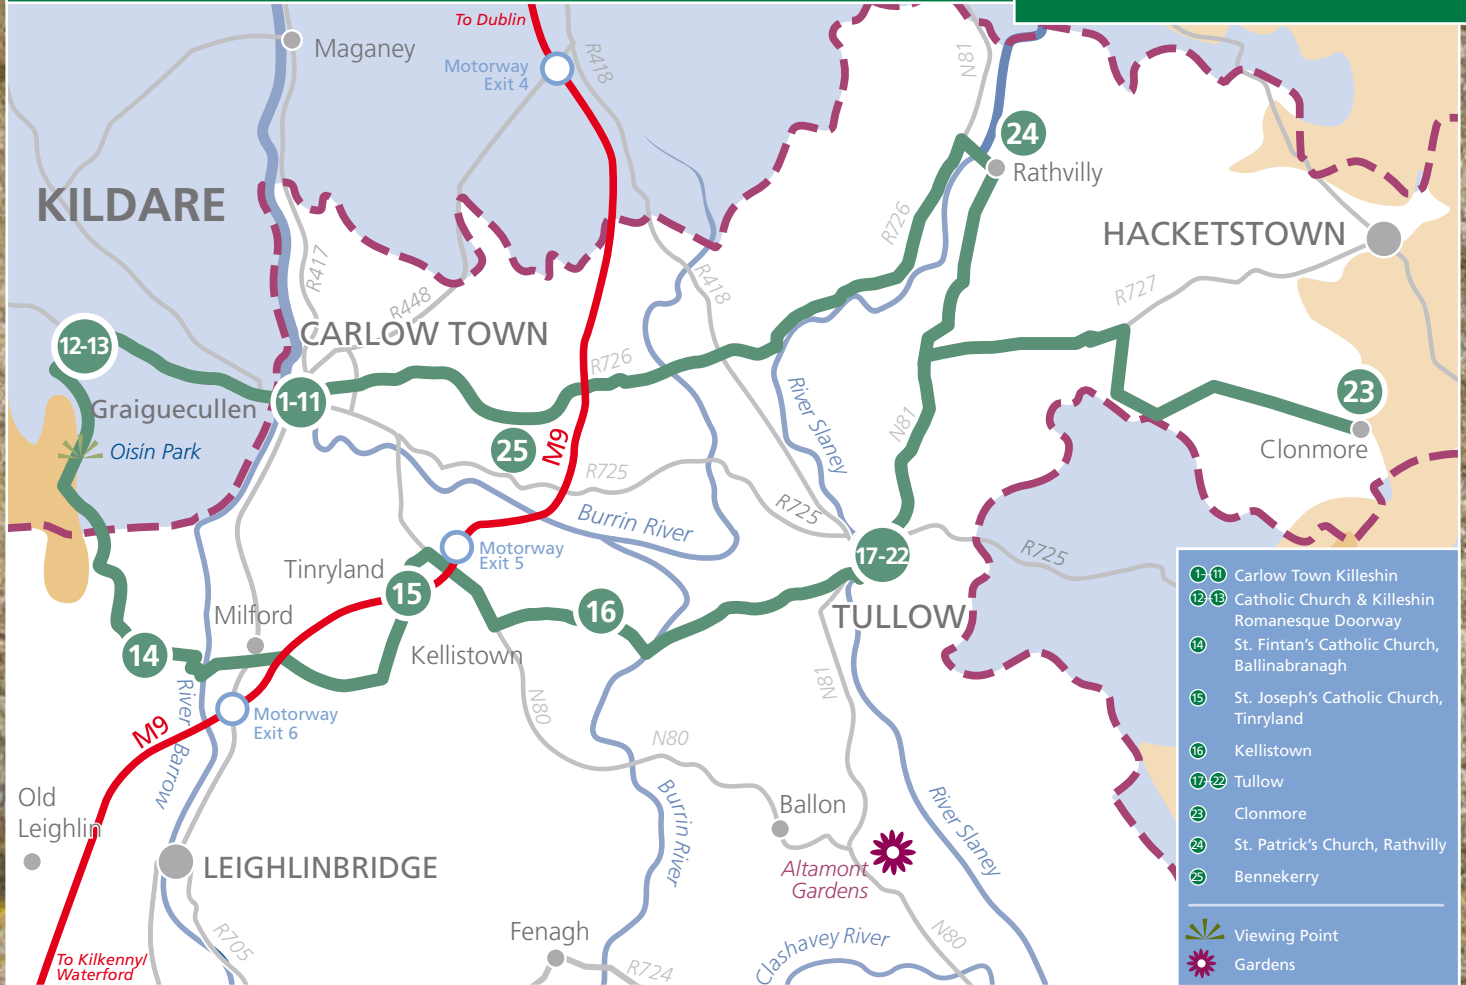 To Dublin
Maganey
Motorway
Exit 4
R418
N81
24
Rathvilly
KILDARE
HACKETSTOWN
R417
R448
R726
R418
R727
CARLOW TOWN
12-13
R726
1-11
Graiguecullen
Oisín Park
25
M9
R725
River Slaney
N81
23
Clonmore
R725
Burrin River
R725
Motorway
Exit 5
17-22
Tinryland
15
16
Milford
TULLOW
14
Kellistown
River Barrow
N80
N81
Motorway
Exit 6
M9
N80
Old
Leighlin
Burrin River
Ballon
River Slaney
LEIGHLINBRIDGE
Altamont
Gardens
R705
Fenagh
R724
Clashavey River
N80
To Kilkenny/
Waterford
1-11 Carlow Town Killeshin
12-13 Catholic Church & Killeshin
Romanesque Doorway
14 St. Fintan's Catholic Church,
Ballinabranagh
15 St. Joseph's Catholic Church,
Tinryland
16 Kellistown
17-22 Tullow
23 Clonmore
24 St. Patrick's Church, Rathvilly
25 Bennekerry
Viewing Point
Gardens